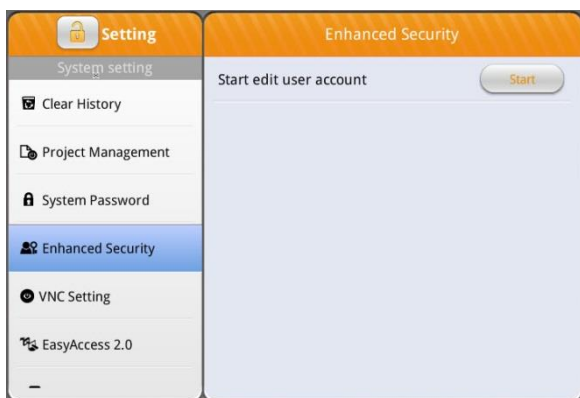 Setting
System setting
Clear History
Project Management
System Password
Enhanced Security
VNC Setting
EasyAccess 2.0
Enhanced Security
Start edit user account
Start